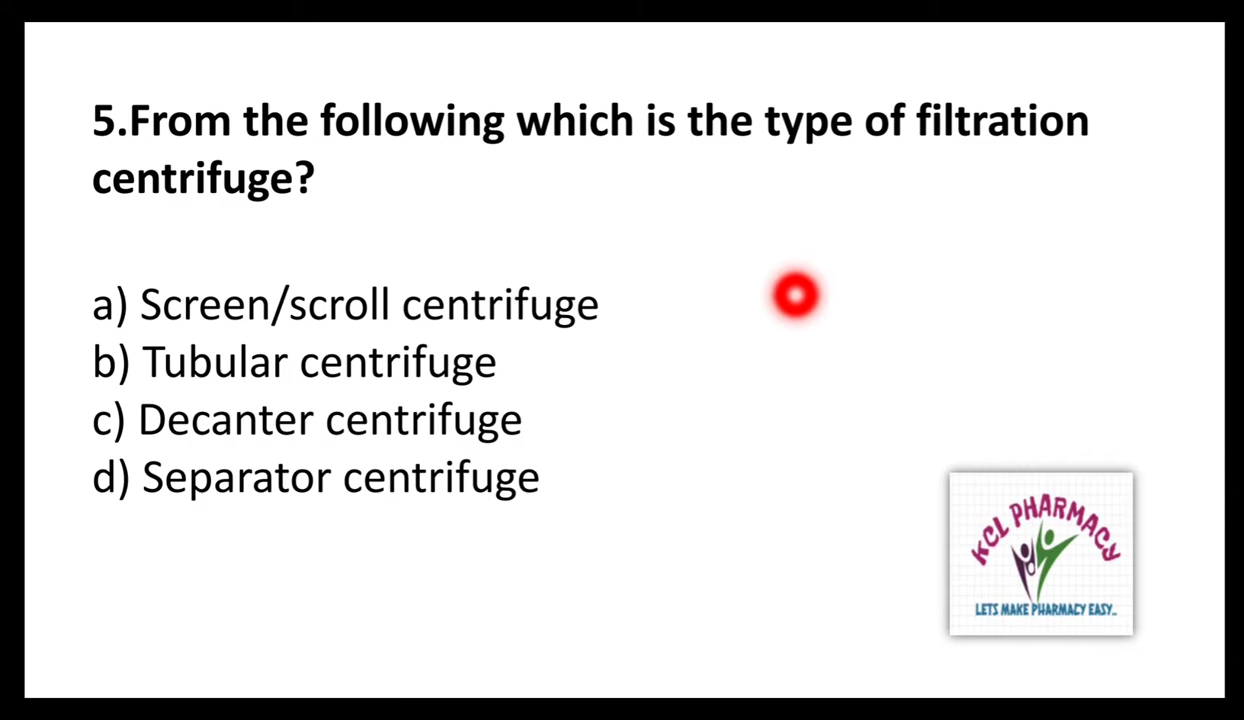 5.From the following which is the type of filtration
centrifuge?
a) Screen/scroll centrifuge
b) Tubular centrifuge
c) Decanter centrifuge
d) Separator centrifuge
KCL PHARMACY
LETS MAKE PHARMACY EASY..